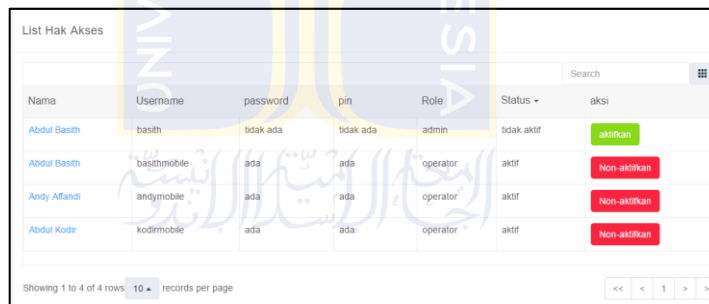 List Hak Akses
Search
Nama Username password pin Role Status aksi
Abdul Basith basith tidak ada tidak ada admin tidak aktif aktifkan
Abdul Basith basithmobile ada ada operator aktif Non-aktifkan
Andy Affandi andymobile ada ada operator aktif Non-aktifkan
Abdul Kodir kodirmobile ada ada operator aktif Non-aktifkan
Showing 1 to 4 of 4 rows 10 records per page << < 1 > >